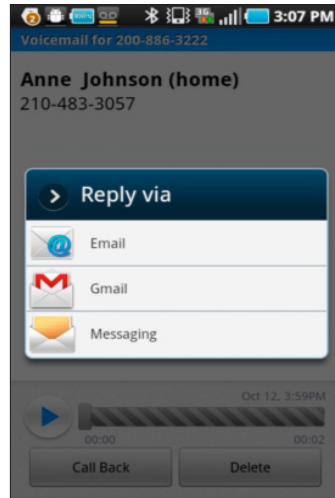 3:07 PM
Voicemail for 200-886-3222
Anne Johnson (home)
210-483-3057
Reply via
Email
Gmail
Messaging
Oct 12, 3:59PM
00:00 00:02
Call Back Delete